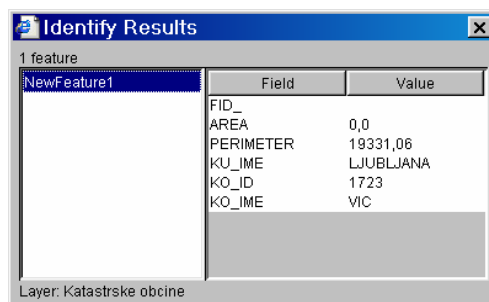 Identify Results
1 feature
NewFeature1
Field Value
FID_
AREA 0,0
PERIMETER 19331,06
KU_IME LJUBLJANA
KO_ID 1723
KO_IME VIC
Layer: Katastrske obcine